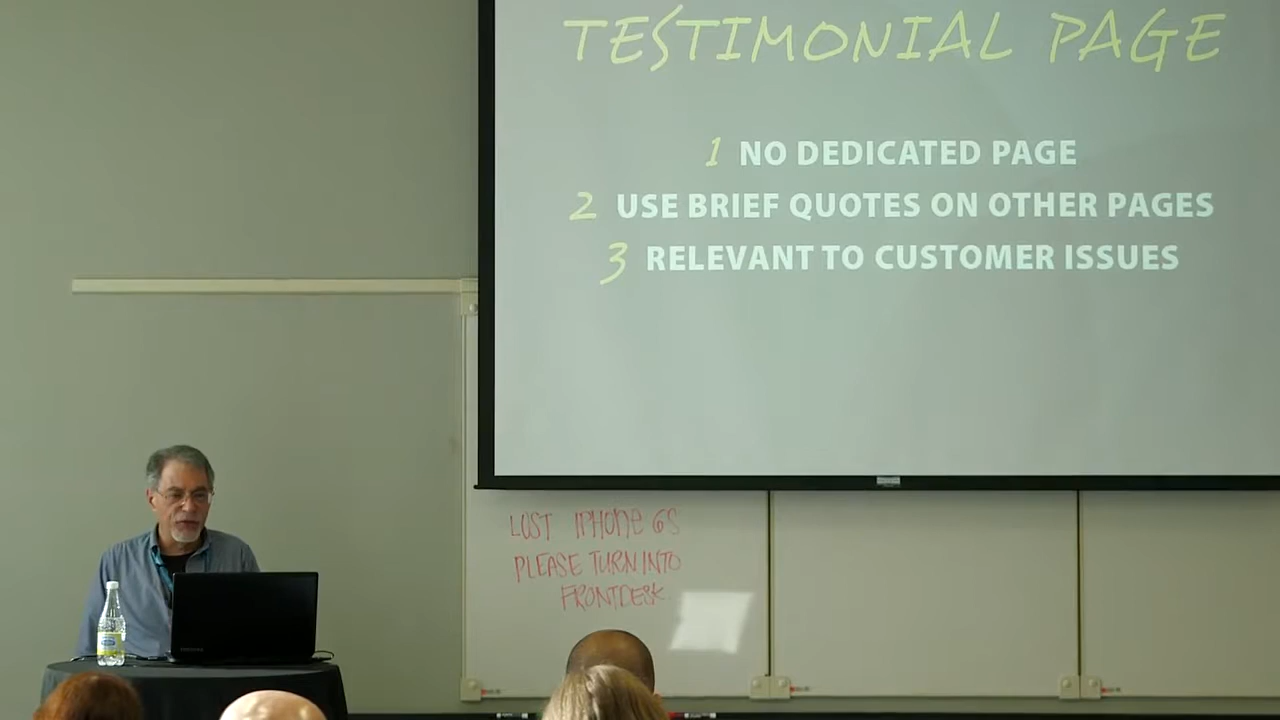 TESTIMONIAL PAGE
1 NO DEDICATED PAGE
2 USE BRIEF QUOTES ON OTHER PAGES
3 RELEVANT TO CUSTOMER ISSUES
LOST IPHONE 6S
PLEASE TURN INTO
FRONTDESK